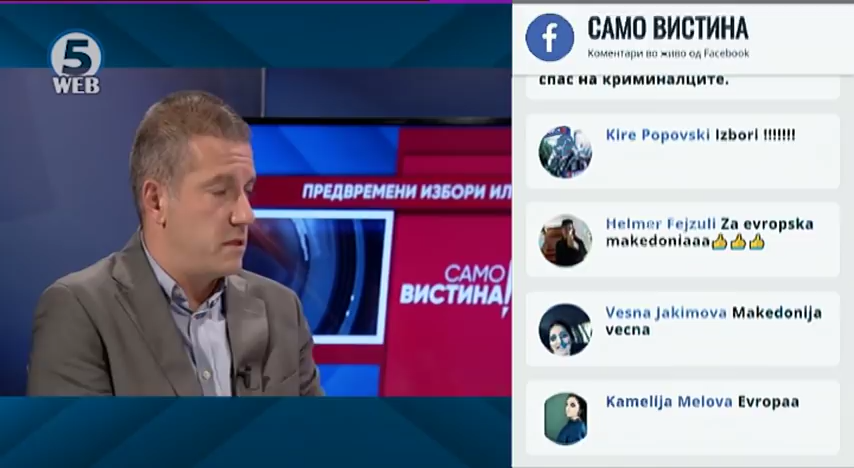 5
WEB
ПРЕДВРЕМЕНИ ИЗБОРИ ИЛ
САМО
ВИСТИНА!
f
САМО ВИСТИНА
Коментари во живо од Facebook
спас на криминалците.
Kire Popovski Izbori !!!!!!!
Helmer Fejzuli Za evropska
makedoniaaa👍👍👍
Vesna Jakimova Makedonija
vecna
Kamelija Melova Evropaa